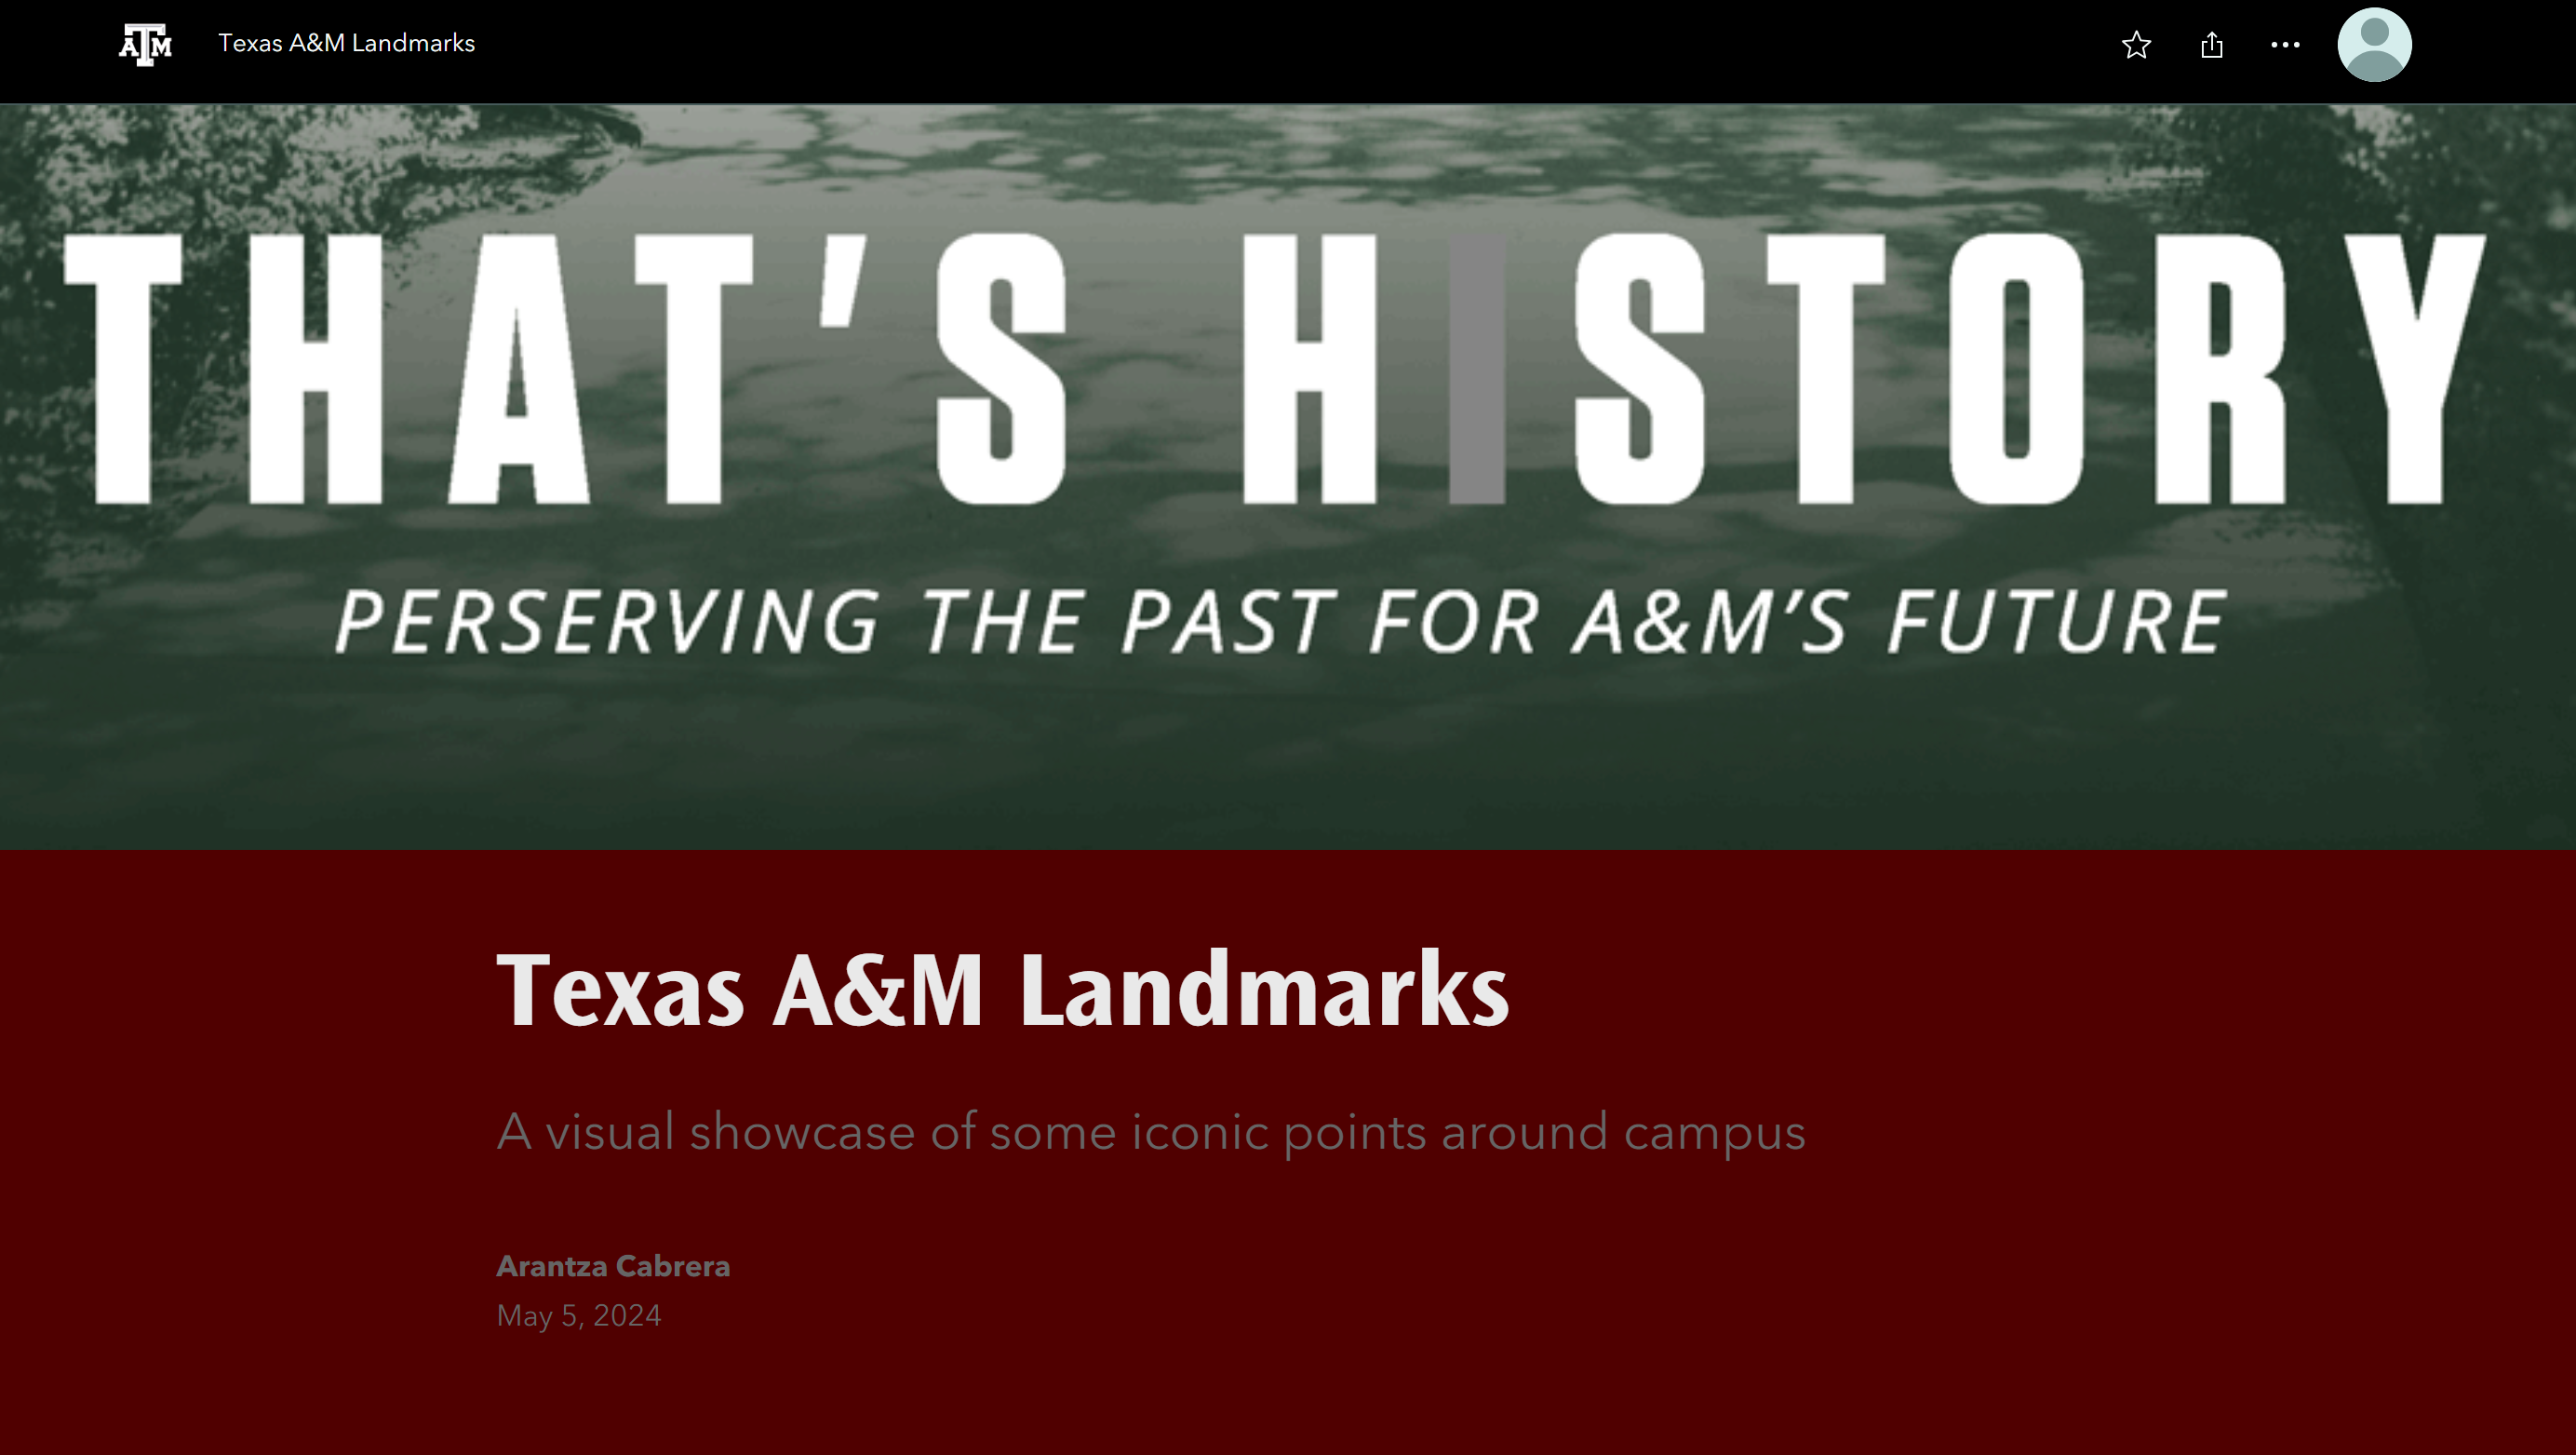 ATM
Texas A&M Landmarks
THAT'S HISTORY
PERSERVING THE PAST FOR A&M'S FUTURE
Texas A&M Landmarks
A visual showcase of some iconic points around campus
Arantza Cabrera
May 5, 2024